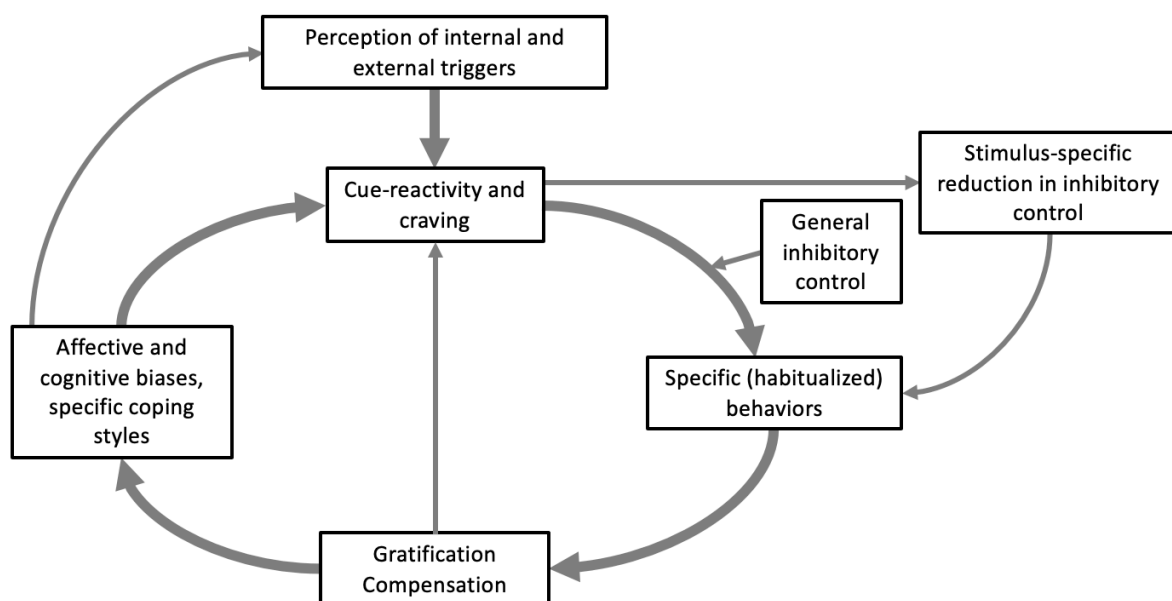 Perception of internal and
external triggers
Cue-reactivity and
craving
Stimulus-specific
reduction in inhibitory
control
General
inhibitory
control
Affective and
cognitive biases,
specific coping
styles
Specific (habitualized)
behaviors
Gratification
Compensation